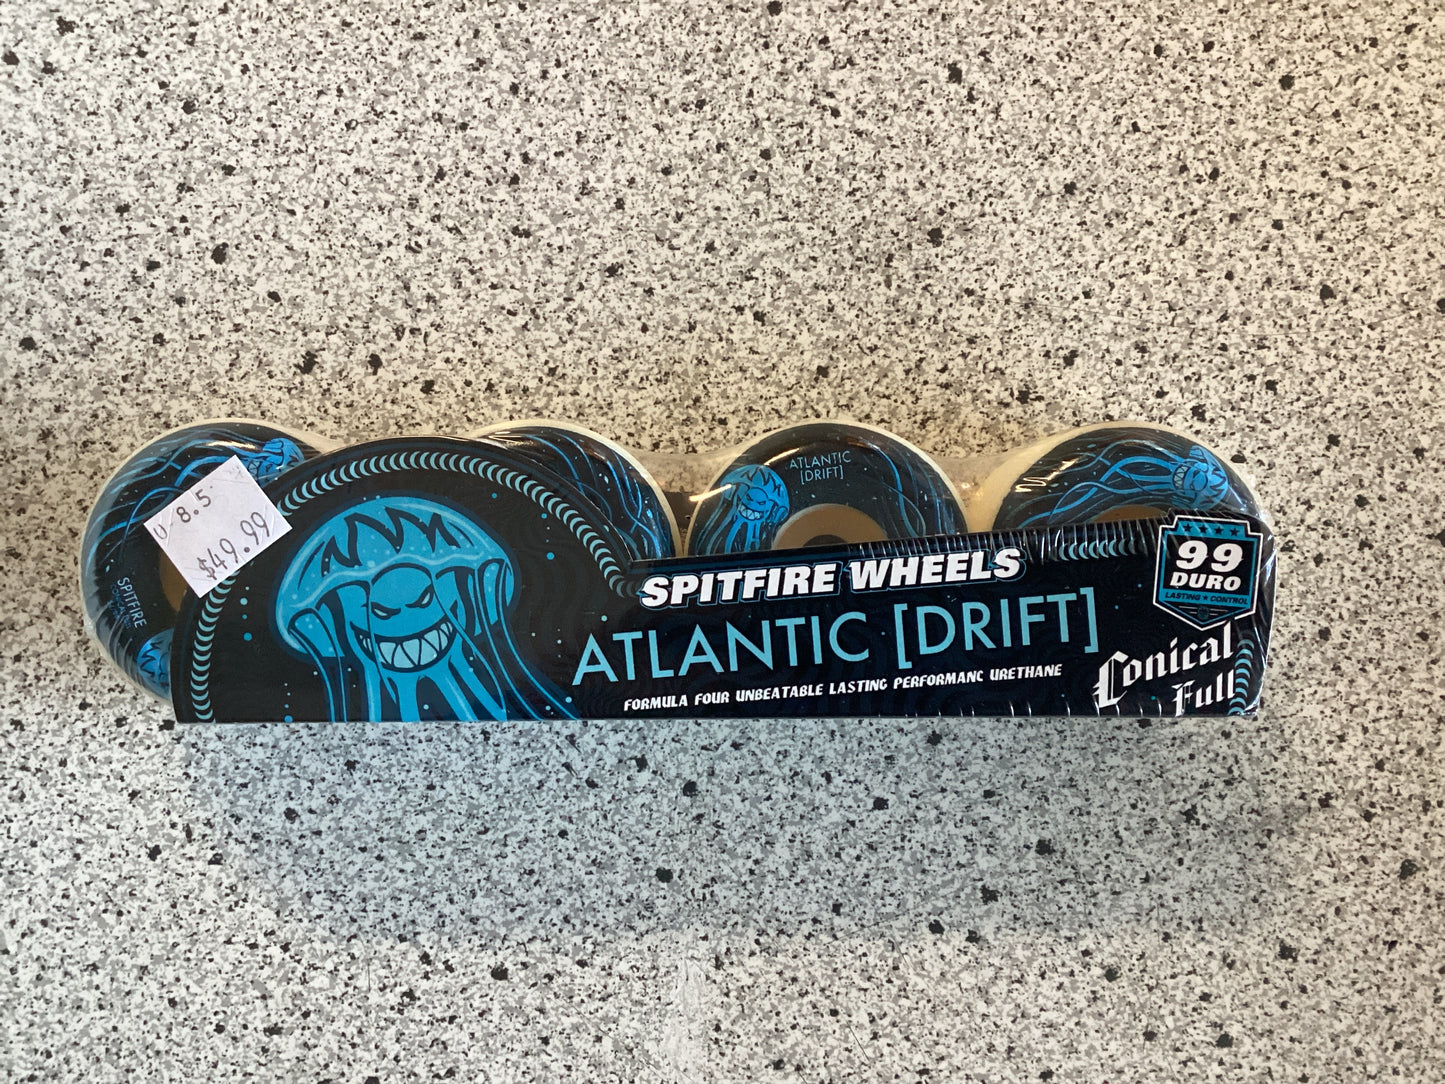 U 8.5
$49.99
SPITFIRE
ATLANTIC
[DRIFT]
SPITFIRE WHEELS
ATLANTIC [DRIFT]
FORMULA FOUR UNBEATABLE LASTING PERFORMANC URETHANE
99
DURO
LASTING ★ CONTROL
Conical
Full